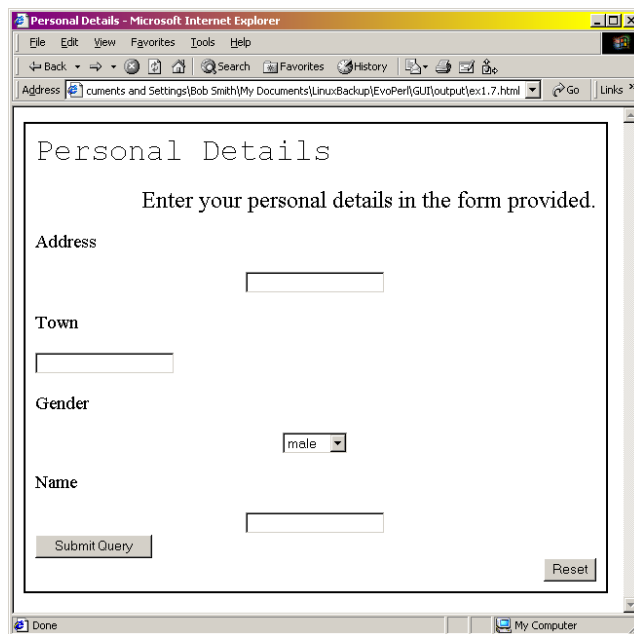 Personal Details - Microsoft Internet Explorer
File Edit View Favorites Tools Help
Back Search Favorites History
Address cuments and Settings\Bob Smith\My Documents\LinuxBackup\EvoPerl\GUI\output\ex1.7.html Go Links »
Personal Details
Enter your personal details in the form provided.
Address
Town
Gender
male
Name
Submit Query
Reset
Done My Computer